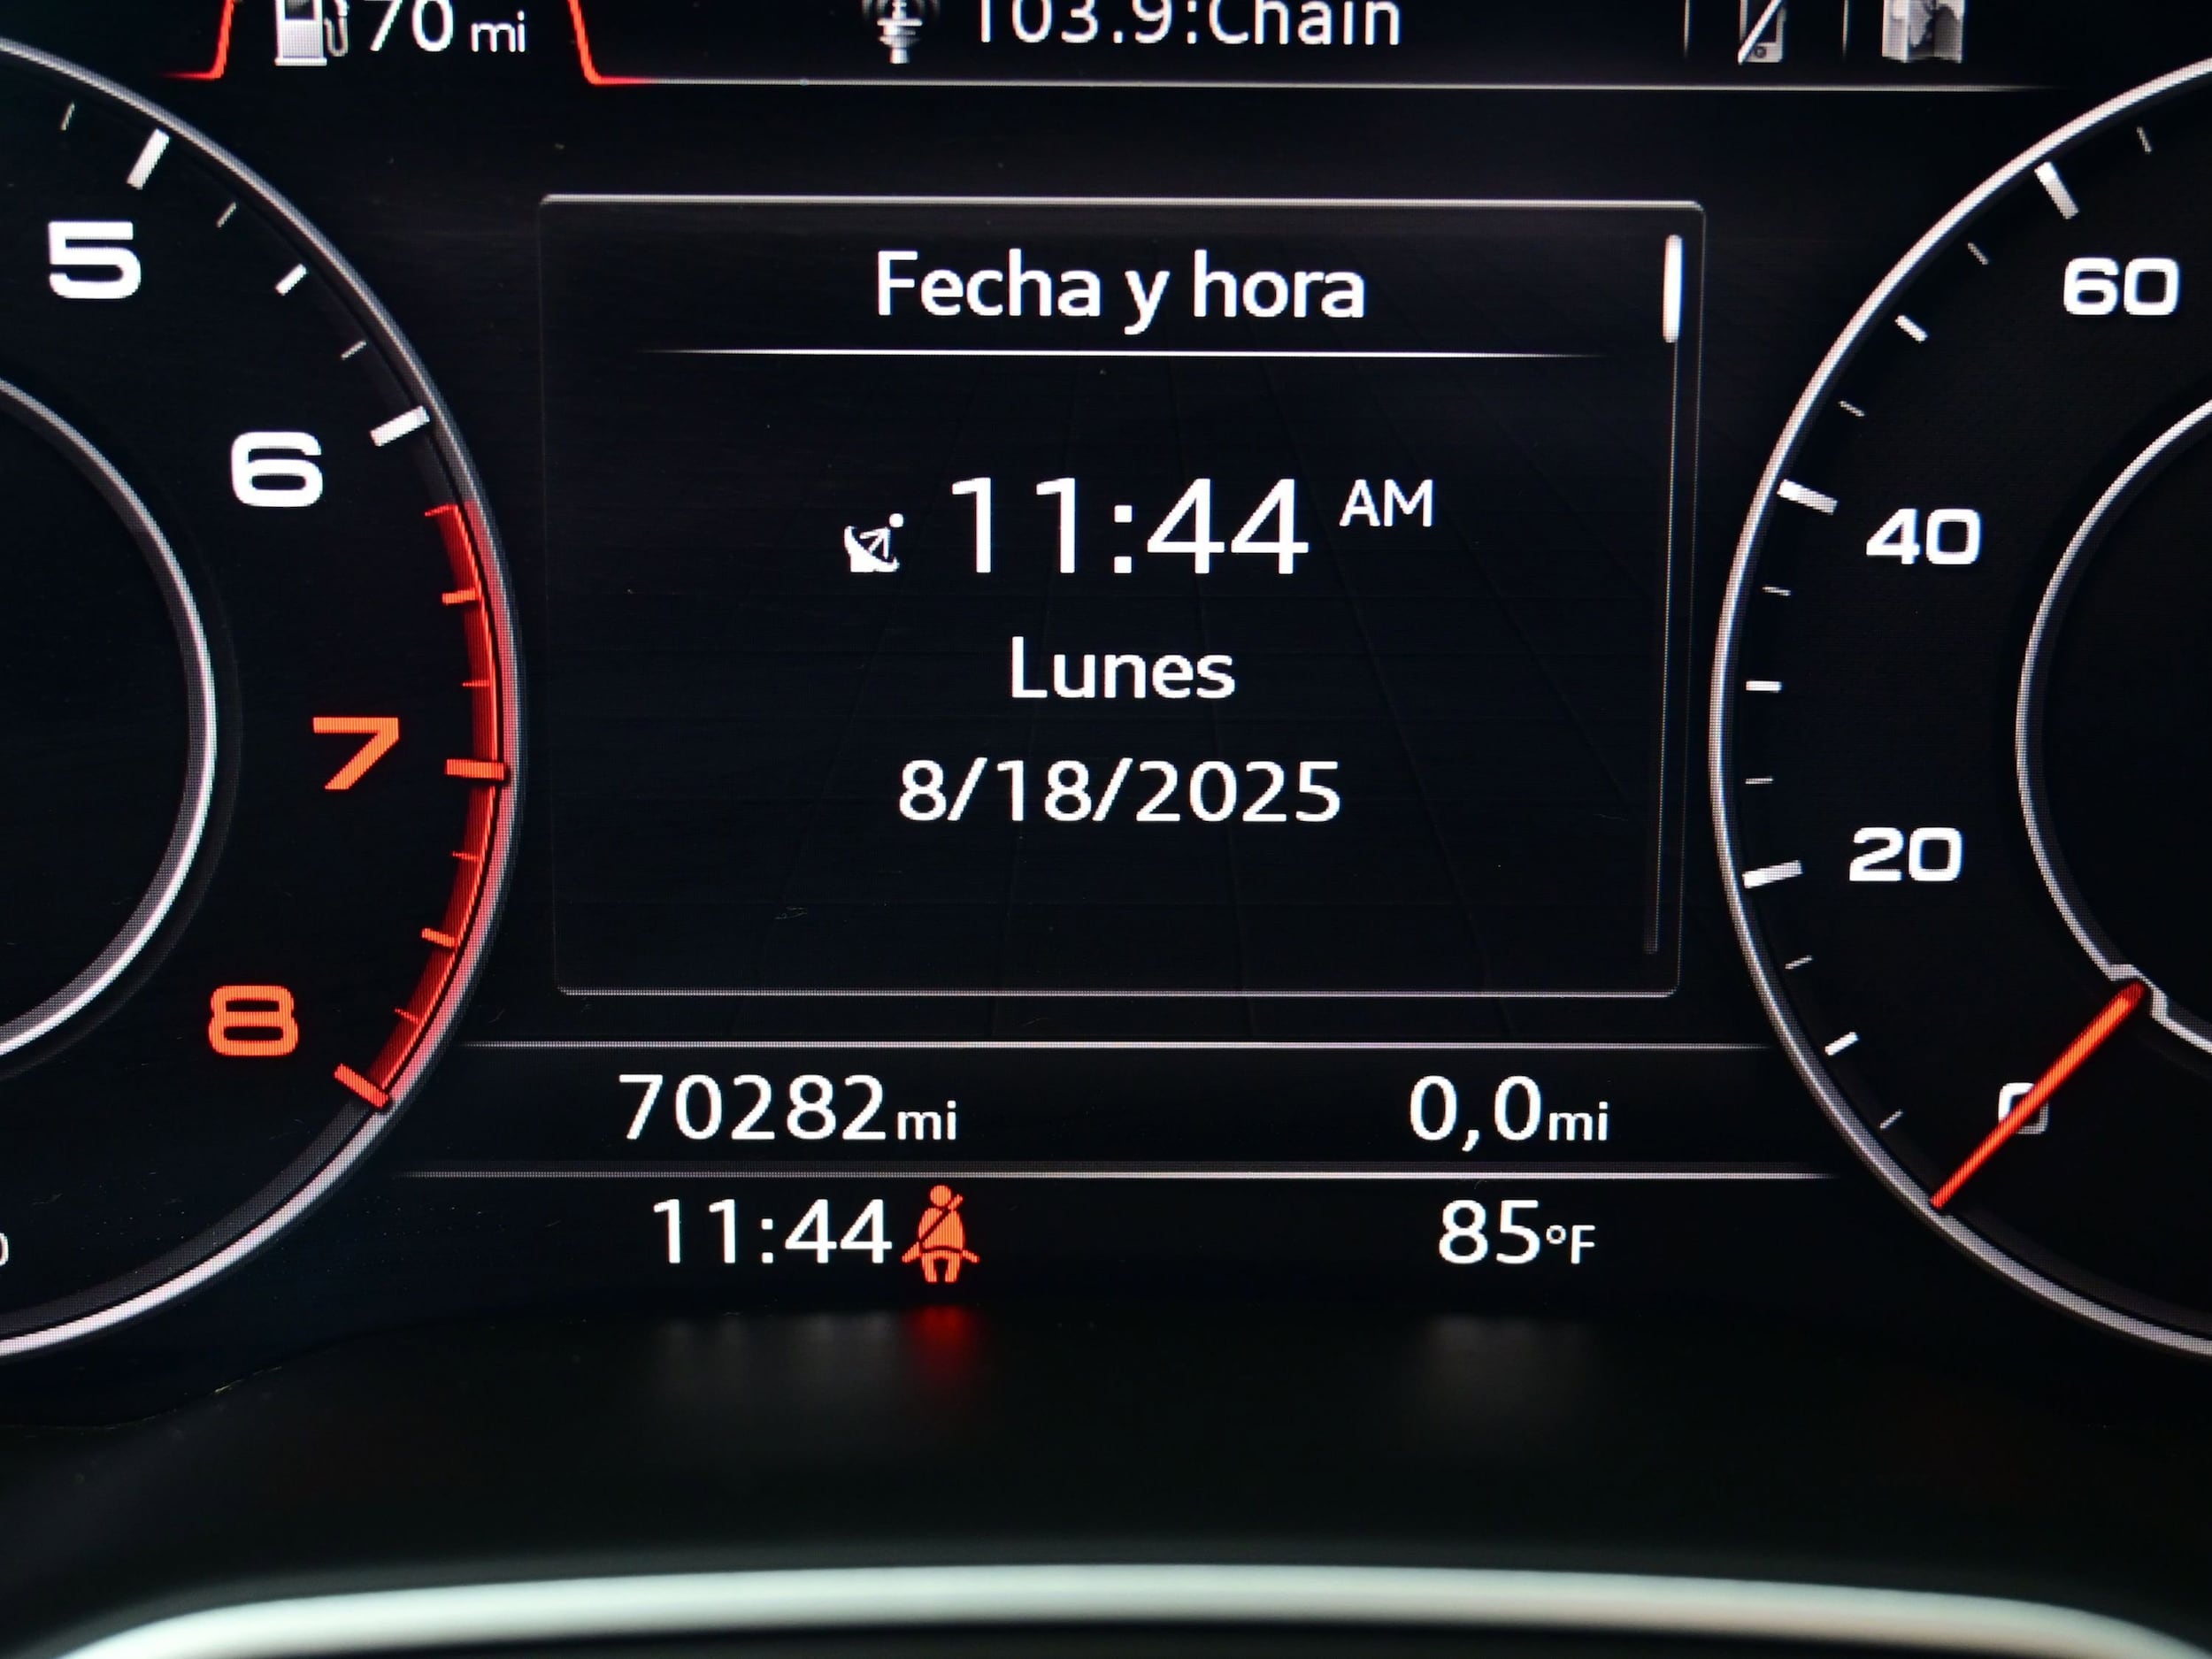 70 mi
103.9:Chain
5
6
7
8
Fecha y hora
11:44 AM
Lunes
8/18/2025
60
40
20
0
70282mi
0,0mi
11:44
85°F